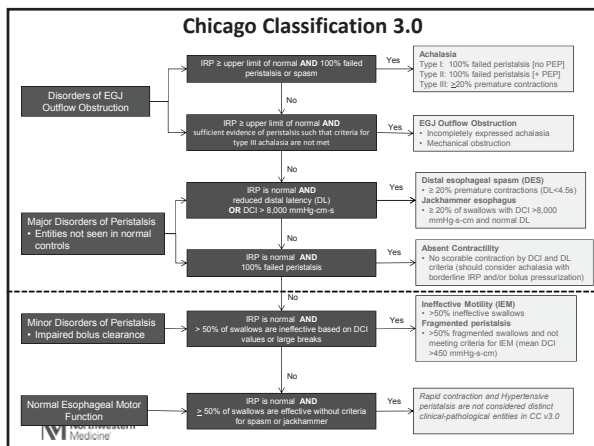 Chicago Classification 3.0
IRP ≥ upper limit of normal AND 100% failed
peristalsis or spasm
Yes
Achalasia
Type I: 100% failed peristalsis [no PEP]
Type II: 100% failed peristalsis [+ PEP]
Type III: ≥20% premature contractions
Disorders of EGJ
Outflow Obstruction
No
IRP ≥ upper limit of normal AND
sufficient evidence of peristalsis such that criteria for
type III achalasia are not met
Yes
EGJ Outflow Obstruction
• Incompletely expressed achalasia
• Mechanical obstruction
No
IRP is normal AND
reduced distal latency (DL)
OR DCI > 8,000 mmHg-cm-s
Yes
Distal esophageal spasm (DES)
• ≥ 20% premature contractions (DL<4.5s)
Jackhammer esophagus
• ≥ 20% of swallows with DCI >8,000
mmHg-s-cm and normal DL
Major Disorders of Peristalsis
• Entities not seen in normal
controls
No
IRP is normal AND
100% failed peristalsis
Yes
Absent Contractility
• No scorable contraction by DCI and DL
criteria (should consider achalasia with
borderline IRP and/or bolus pressurization)
No
Minor Disorders of Peristalsis
• Impaired bolus clearance
IRP is normal AND
> 50% of swallows are ineffective based on DCI
values or large breaks
Yes
Ineffective Motility (IEM)
• >50% ineffective swallows
Fragmented peristalsis
• >50% fragmented swallows and not
meeting criteria for IEM (mean DCI
>450 mmHg-s-cm)
No
Normal Esophageal Motor
Function
IRP is normal AND
≥ 50% of swallows are effective without criteria
for spasm or jackhammer
Yes
Rapid contraction and Hypertensive
peristalsis are not considered distinct
clinical-pathological entities in CC v3.0
Northwestern
Medicine